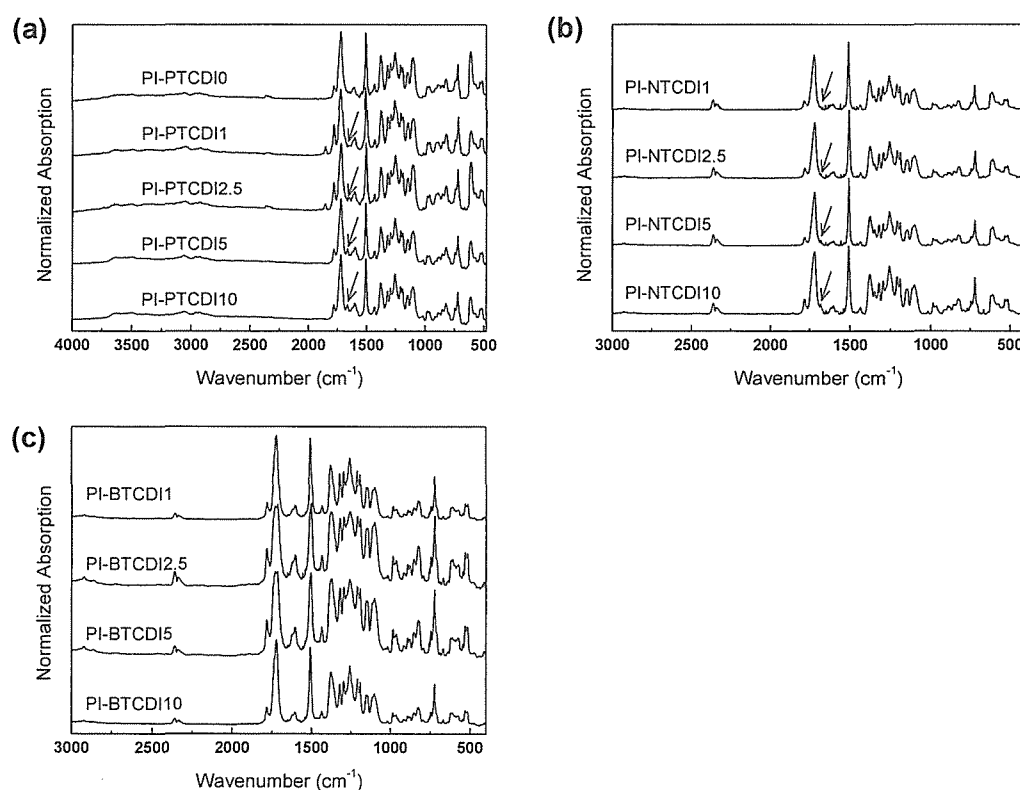 (a)
Normalized Absorption
PI-PTCDI0
PI-PTCDI1
PI-PTCDI2.5
PI-PTCDI5
PI-PTCDI10
4000 3500 3000 2500 2000 1500 1000 500
Wavenumber (cm⁻¹)
(b)
Normalized Absorption
PI-NTCDI1
PI-NTCDI2.5
PI-NTCDI5
PI-NTCDI10
3000 2500 2000 1500 1000 500
Wavenumber (cm⁻¹)
(c)
Normalized Absorption
PI-BTCDI1
PI-BTCDI2.5
PI-BTCDI5
PI-BTCDI10
3000 2500 2000 1500 1000 500
Wavenumber (cm⁻¹)